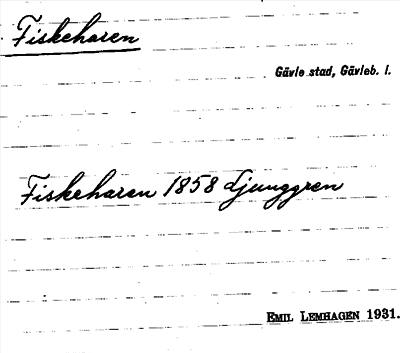 Fiskeharen
Gävle stad, Gävleb. l.
Fiskeharen 1858 Ljunggren
EMIL LEMHAGEN 1931.